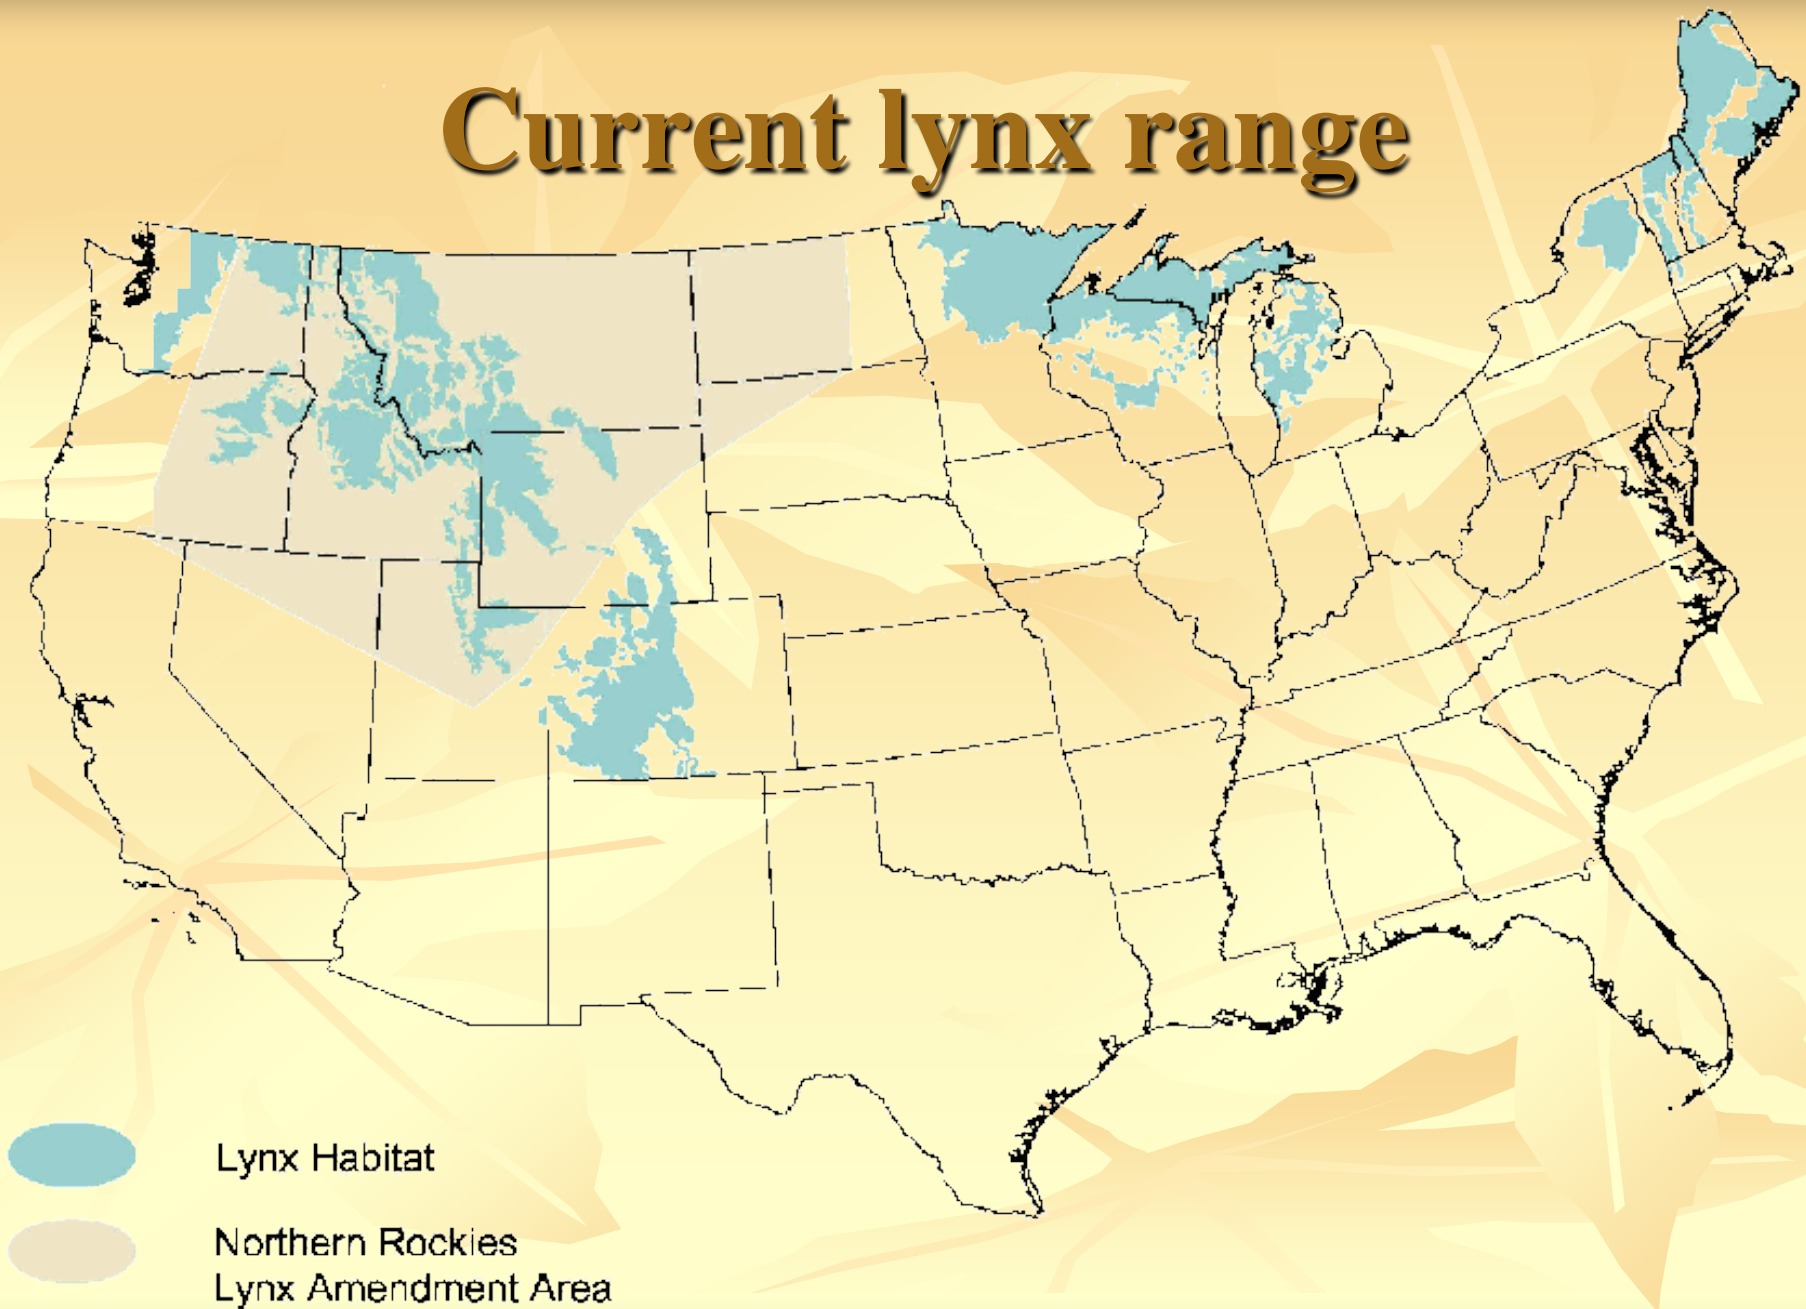 Current lynx range
Lynx Habitat
Northern Rockies
Lynx Amendment Area